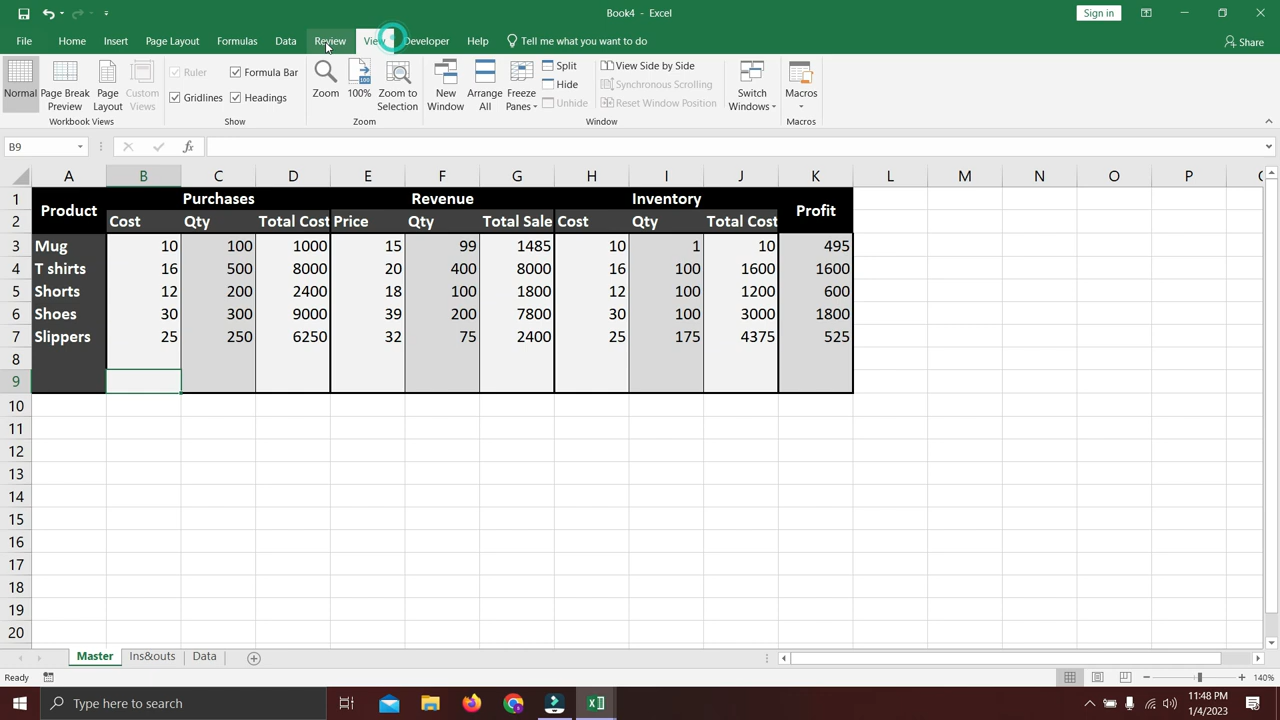 Book4 - Excel
Sign in
File Home Insert Page Layout Formulas Data Review View Developer Help Tell me what you want to do Share
Normal
Page Break Preview
Page Layout
Custom Views
Workbook Views
Ruler
Formula Bar
Gridlines
Headings
Show
Zoom
100%
Zoom to Selection
Zoom
New Window
Arrange All
Freeze Panes
Split
Hide
Unhide
View Side by Side
Synchronous Scrolling
Reset Window Position
Window
Switch Windows
Macros
Macros
B9 fx
A B C D E F G H I J K L M N O P Q
1 Product Purchases Revenue Inventory Profit
2 Cost Qty Total Cost Price Qty Total Sale Cost Qty Total Cost
3 Mug 10 100 1000 15 99 1485 10 1 10 495
4 T shirts 16 500 8000 20 400 8000 16 100 1600 1600
5 Shorts 12 200 2400 18 100 1800 12 100 1200 600
6 Shoes 30 300 9000 39 200 7800 30 100 3000 1800
7 Slippers 25 250 6250 32 75 2400 25 175 4375 525
8
9
10
11
12
13
14
15
16
17
18
19
20
Master Ins&outs Data
Ready 140%
Type here to search
11:48 PM
1/4/2023